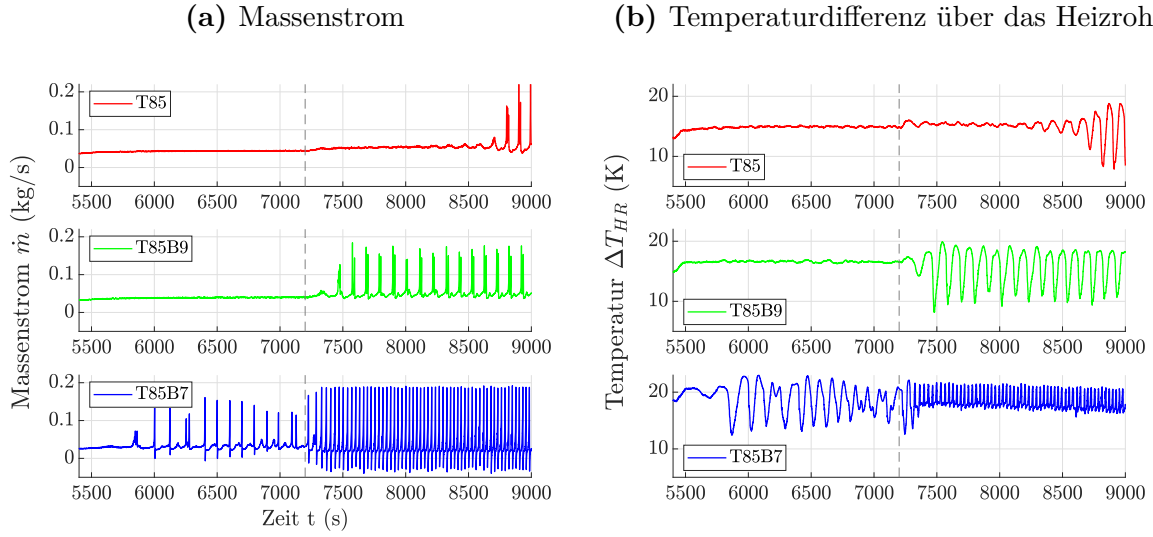 (a) Massenstrom
(b) Temperaturdifferenz über das Heizroh
Massenstrom ṁ (kg/s)
0.2
0.1
0
T85
5500 6000 6500 7000 7500 8000 8500 9000
0.2
0.1
0
T85B9
5500 6000 6500 7000 7500 8000 8500 9000
0.2
0.1
0
T85B7
5500 6000 6500 7000 7500 8000 8500 9000
Zeit t (s)
Temperatur ΔT_HR (K)
20
10
T85
5500 6000 6500 7000 7500 8000 8500 9000
20
10
T85B9
5500 6000 6500 7000 7500 8000 8500 9000
20
10
T85B7
5500 6000 6500 7000 7500 8000 8500 9000